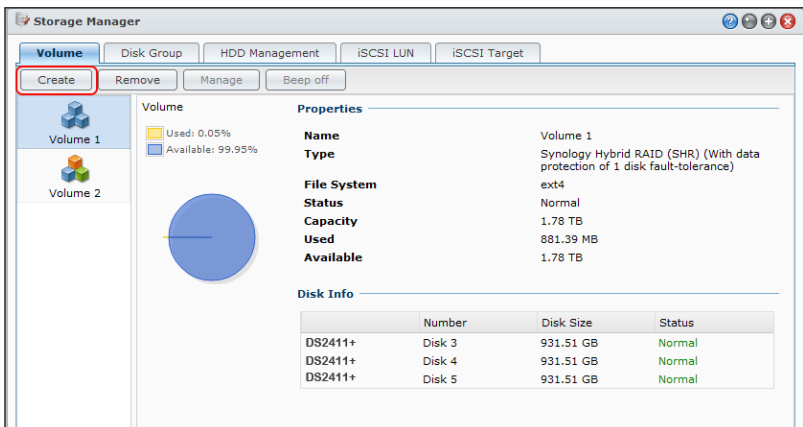 Storage Manager
Volume Disk Group HDD Management iSCSI LUN iSCSI Target
Create Remove Manage Beep off
Volume 1
Volume 2
Volume
Used: 0.05%
Available: 99.95%
Properties
Name Volume 1
Type Synology Hybrid RAID (SHR) (With data
protection of 1 disk fault-tolerance)
File System ext4
Status Normal
Capacity 1.78 TB
Used 881.39 MB
Available 1.78 TB
Disk Info
Number Disk Size Status
DS2411+ Disk 3 931.51 GB Normal
DS2411+ Disk 4 931.51 GB Normal
DS2411+ Disk 5 931.51 GB Normal